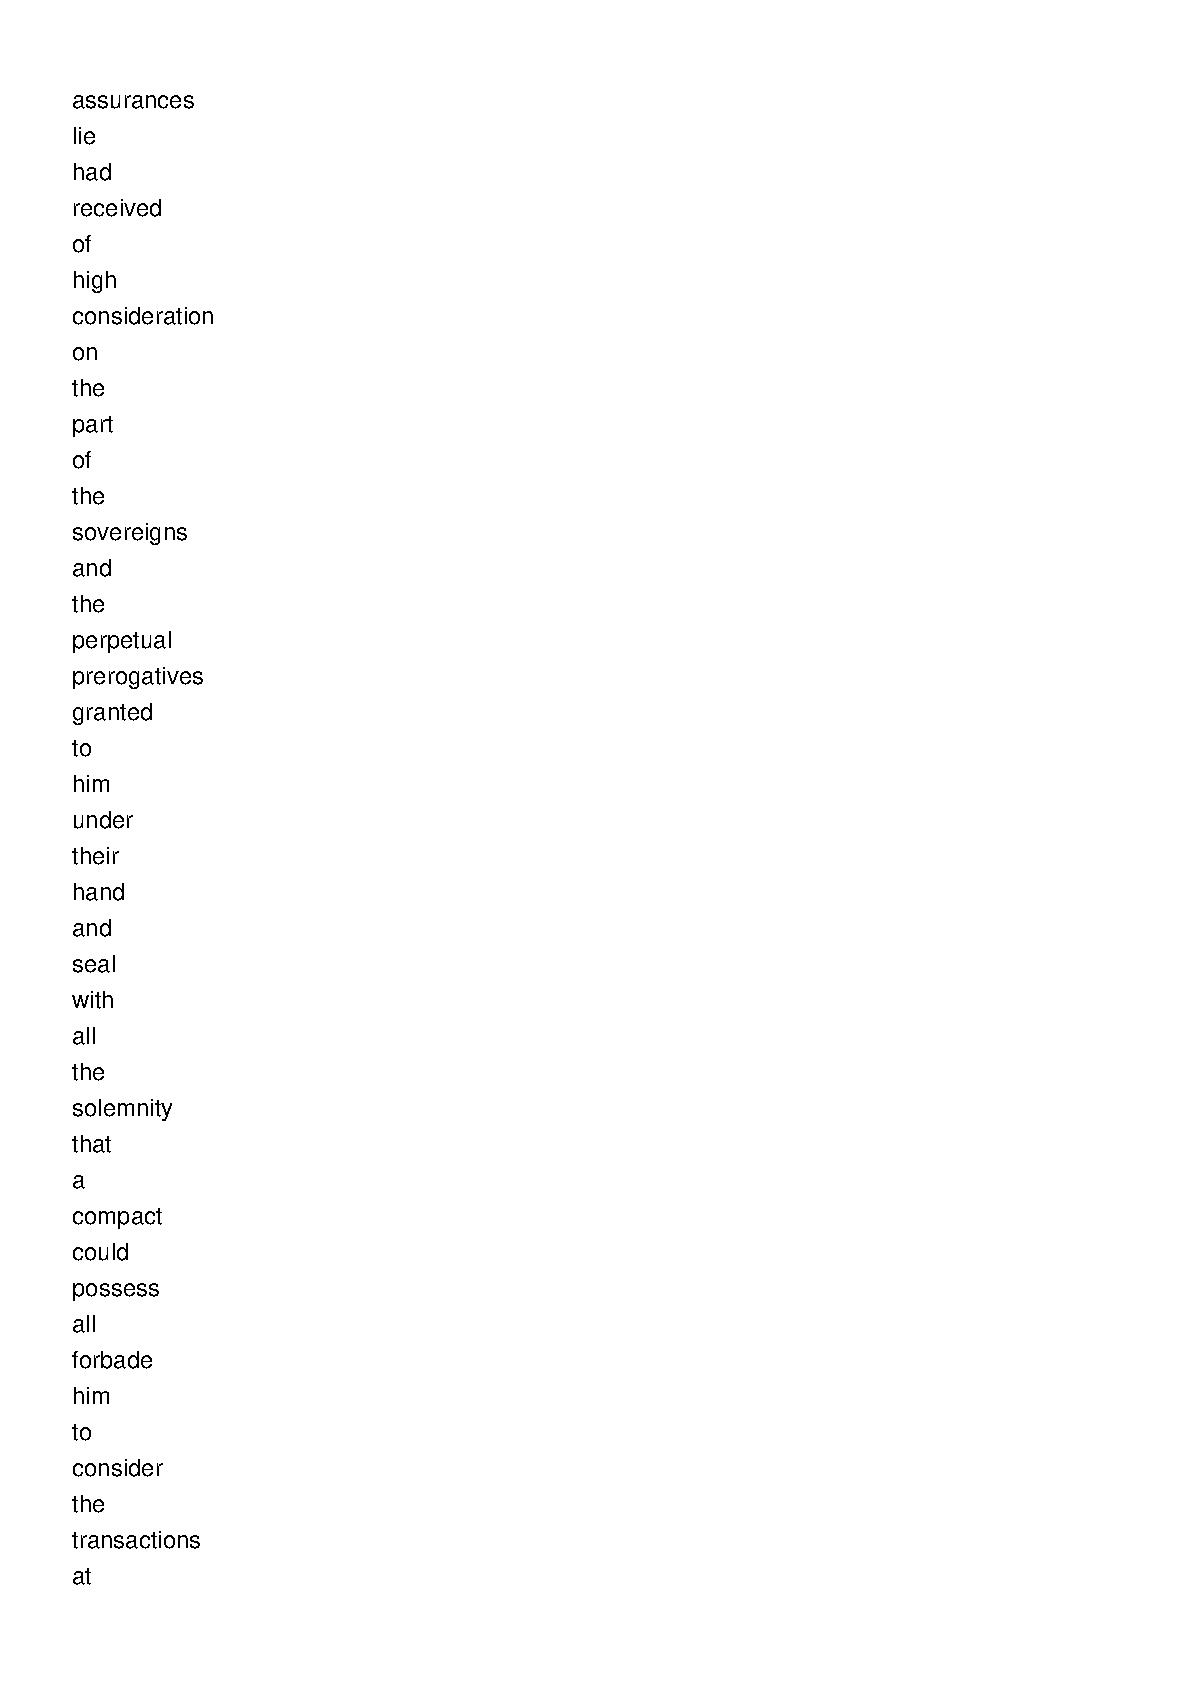 assurances
lie
had
received
of
high
consideration
on
the
part
of
the
sovereigns
and
the
perpetual
prerogatives
granted
to
him
under
their
hand
and
seal
with
all
the
solemnity
that
a
compact
could
possess
all
forbade
him
to
consider
the
transactions
at